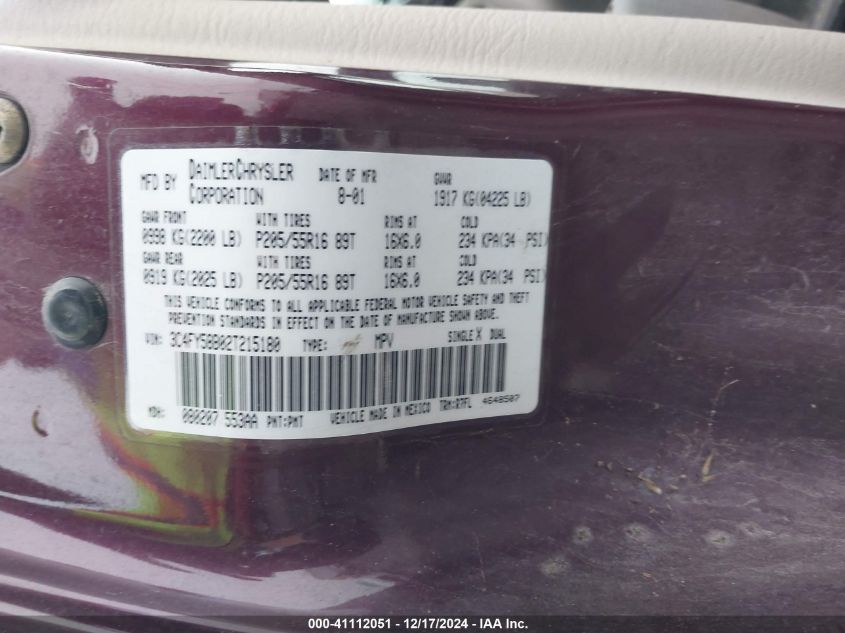 MFD BY DAIMLERCHRYSLER CORPORATION DATE OF MFR 8-01 GVWR 1917 KG(04225 LB)
GAWR FRONT WITH TIRES RIMS AT COLD
0998 KG(2200 LB) P205/55R16 89T 16X6.0 234 KPA(34 PSI)
GAWR REAR WITH TIRES RIMS AT COLD
0919 KG(2025 LB) P205/55R16 89T 16X6.0 234 KPA(34 PSI)
THIS VEHICLE CONFORMS TO ALL APPLICABLE FEDERAL MOTOR VEHICLE SAFETY AND THEFT
PREVENTION STANDARDS IN EFFECT ON THE DATE OF MANUFACTURE SHOWN ABOVE.
VIN: 3C4FY58B02T215180 TYPE: MPV SINGLE X DUAL
MDH: 080207 553AA PNT:PMT VEHICLE MADE IN MEXICO TRM:R7FL 4648507
000-41112051 - 12/17/2024 - IAA Inc.